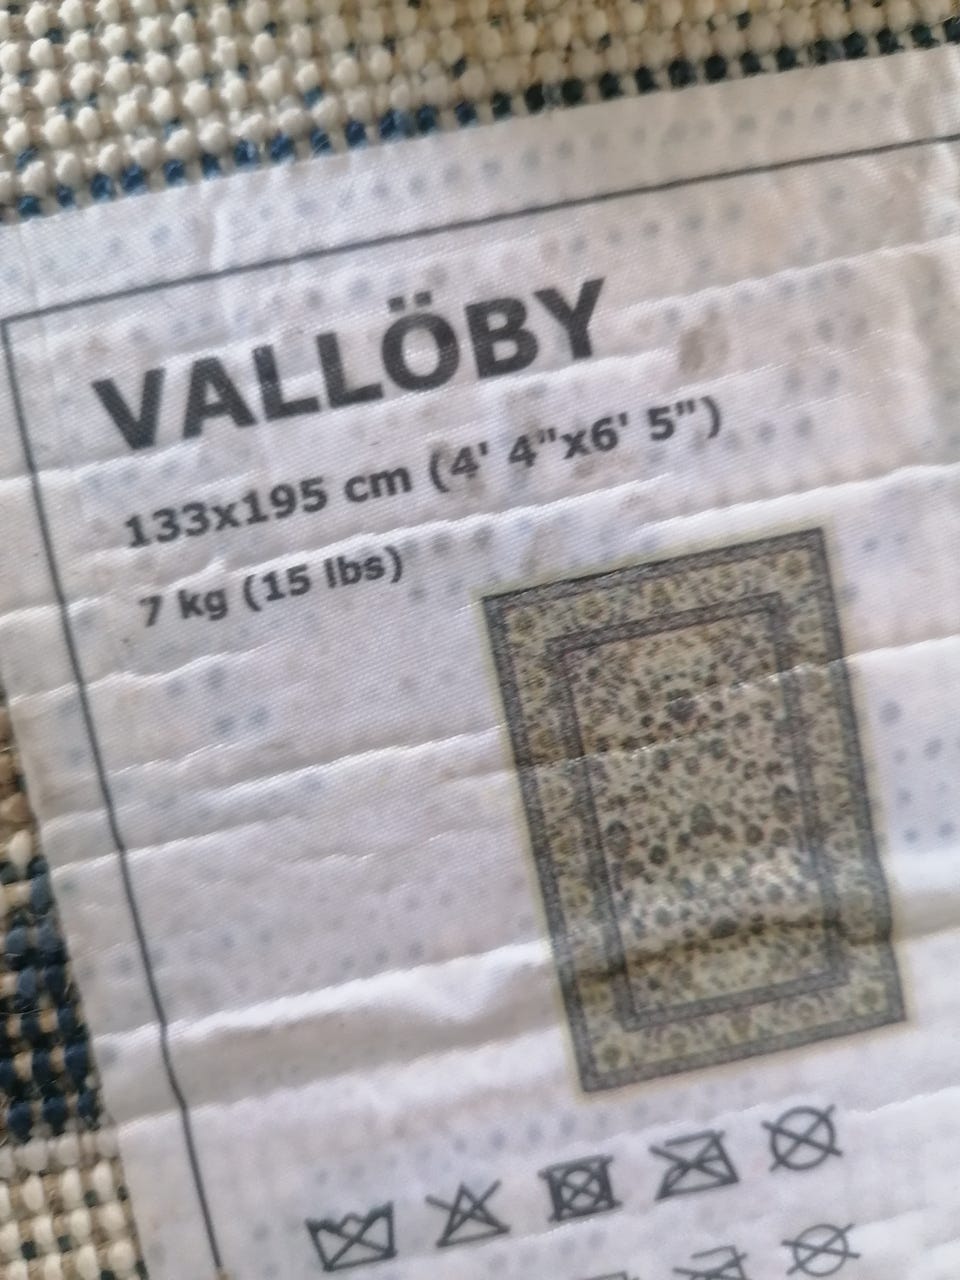 VALLÖBY
133x195 cm (4' 4"x6' 5")
7 kg (15 lbs)